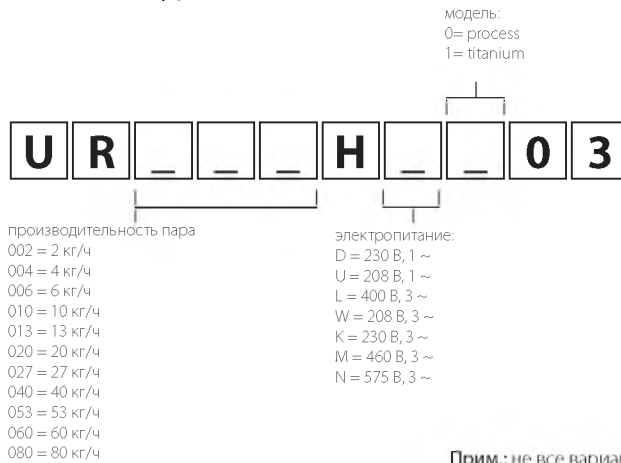 модель:
0= process
1= titanium
U R _ _ _ H _ _ 0 3
производительность пара
002 = 2 кг/ч
004 = 4 кг/ч
006 = 6 кг/ч
010 = 10 кг/ч
013 = 13 кг/ч
020 = 20 кг/ч
027 = 27 кг/ч
040 = 40 кг/ч
053 = 53 кг/ч
060 = 60 кг/ч
080 = 80 кг/ч
электропитание:
D = 230 В, 1 ~
U = 208 В, 1 ~
L = 400 В, 3 ~
W = 208 В, 3 ~
K = 230 В, 3 ~
M = 460 В, 3 ~
N = 575 В, 3 ~
Прим.: не все вариа